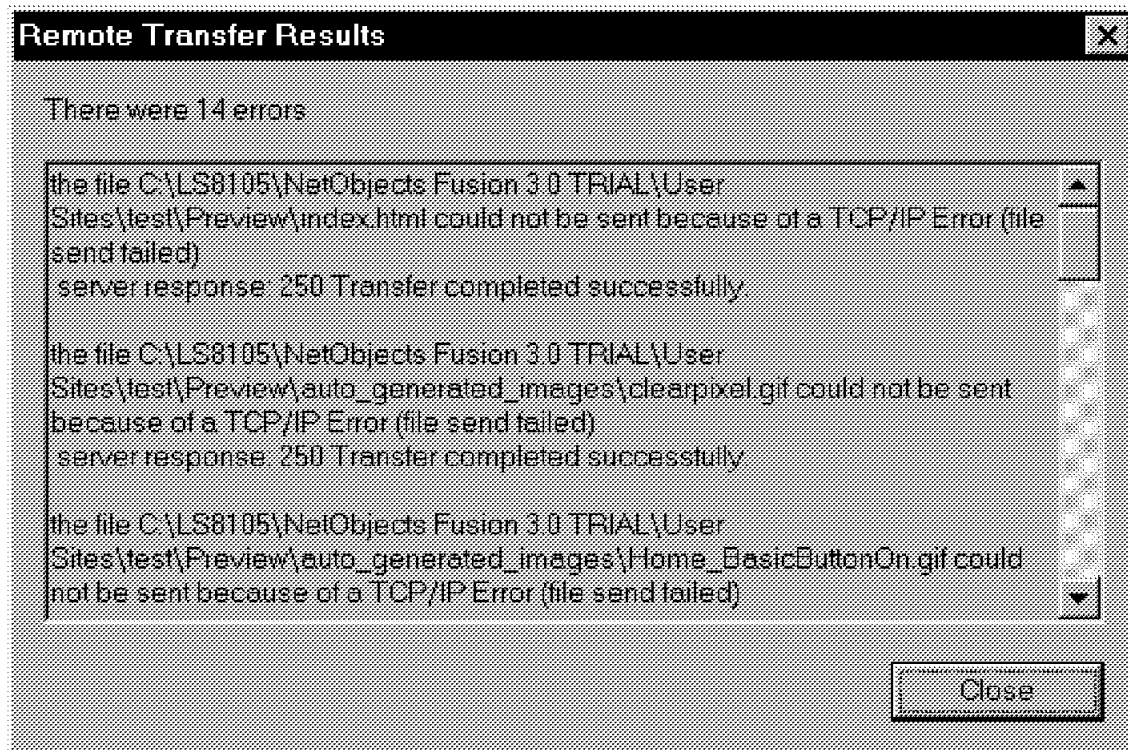 Remote Transfer Results
There were 14 errors
the file C:\LS8105\NetObjects Fusion 3.0 TRIAL\User
Sites\test\Preview\index.html could not be sent because of a TCP/IP Error (file
send failed)
server response: 250 Transfer completed successfully
the file C:\LS8105\NetObjects Fusion 3.0 TRIAL\User
Sites\test\Preview\auto_generated_images\clearpixel.gif could not be sent
because of a TCP/IP Error (file send failed)
server response: 250 Transfer completed successfully
the file C:\LS8105\NetObjects Fusion 3.0 TRIAL\User
Sites\test\Preview\auto_generated_images\Home_BasicButtonOn.gif could
not be sent because of a TCP/IP Error (file send failed)
Close